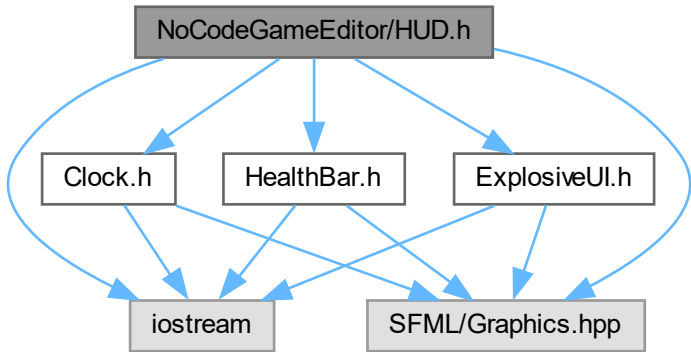 NoCodeGameEditor/HUD.h
Clock.h
HealthBar.h
ExplosiveUI.h
iostream
SFML/Graphics.hpp